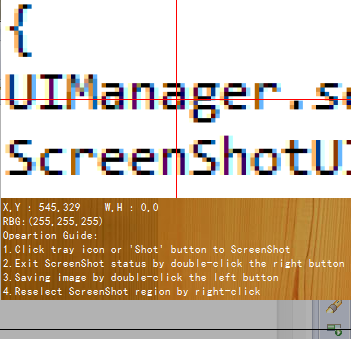 {
UIManager.s
ScreenShotU
X,Y : 545,329 W,H : 0,0
RBG:(255,255,255)
Opeartion Guide:
1.Click tray icon or 'Shot' button to ScreenShot
2.Exit ScreenShot status by double-click the right button
3.Saving image by double-click the left button
4.Reselect ScreenShot region by right-click